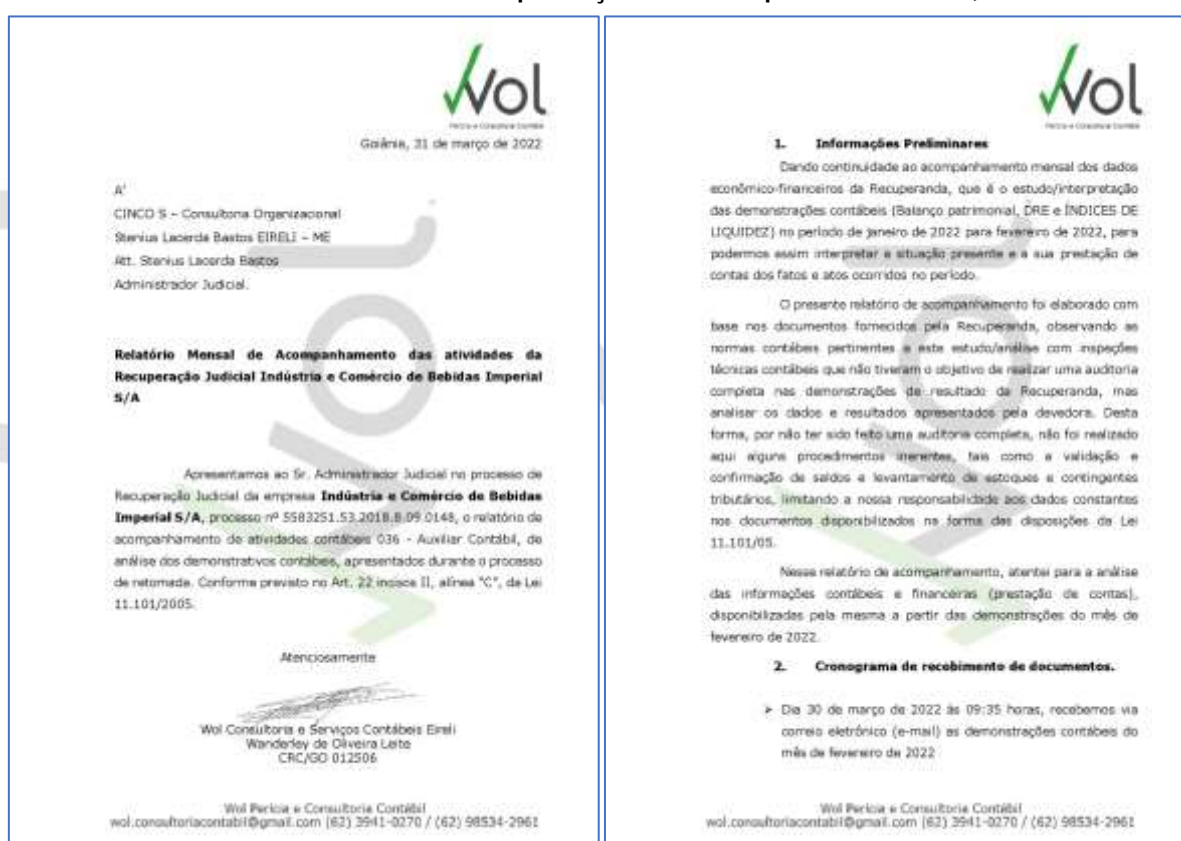 Wol
Perícia e Consultoria Contábil
Goiânia, 31 de março de 2022
A'
CINCO S – Consultoria Organizacional
Stenius Lacerda Bastos EIRELI – ME
Att. Stenius Lacerda Bastos
Administrador Judicial.
Relatório Mensal de Acompanhamento das atividades da
Recuperação Judicial Indústria e Comércio de Bebidas Imperial
S/A
Apresentamos ao Sr. Administrador Judicial no processo de
Recuperação Judicial da empresa Indústria e Comércio de Bebidas
Imperial S/A, processo nº 5583251.53.2018.8.09.0148, o relatório de
acompanhamento de atividades contábeis 036 - Auxiliar Contábil, de
análise dos demonstrativos contábeis, apresentados durante o processo
de retomada. Conforme previsto no Art. 22 incisos II, alínea "C", da Lei
11.101/2005.
Atenciosamente
Wol Consultoria e Serviços Contábeis Eireli
Wanderley de Oliveira Leite
CRC/GO 012506
Wol Perícia e Consultoria Contábil
wol.consultoriacontabil@gmail.com (62) 3941-0270 / (62) 98534-2961
Wol
Perícia e Consultoria Contábil
1. Informações Preliminares
Dando continuidade ao acompanhamento mensal dos dados
econômico-financeiros da Recuperanda, que é o estudo/interpretação
das demonstrações contábeis (Balanço patrimonial, DRE e ÍNDICES DE
LIQUIDEZ) no período de janeiro de 2022 para fevereiro de 2022, para
podermos assim interpretar a situação presente e a sua prestação de
contas dos fatos e atos ocorridos no período.
O presente relatório de acompanhamento foi elaborado com
base nos documentos fornecidos pela Recuperanda, observando as
normas contábeis pertinentes a este estudo/análise com inspeções
técnicas contábeis que não tiveram o objetivo de realizar uma auditoria
completa nas demonstrações de resultado da Recuperanda, mas
analisar os dados e resultados apresentados pela devedora. Desta
forma, por não ter sido feito uma auditoria completa, não foi realizado
aqui alguns procedimentos inerentes, tais como a validação e
confirmação de saldos e levantamento de estoques e contingentes
tributários, limitando a nossa responsabilidade aos dados constantes
nos documentos disponibilizados na forma das disposições da Lei
11.101/05.
Nesse relatório de acompanhamento, atentei para a análise
das informações contábeis e financeiras (prestação de contas),
disponibilizadas pela mesma a partir das demonstrações do mês de
fevereiro de 2022.
2. Cronograma de recebimento de documentos.
➢ Dia 30 de março de 2022 às 09:35 horas, recebemos via
correio eletrônico (e-mail) as demonstrações contábeis do
mês de fevereiro de 2022
Wol Perícia e Consultoria Contábil
wol.consultoriacontabil@gmail.com (62) 3941-0270 / (62) 98534-2961